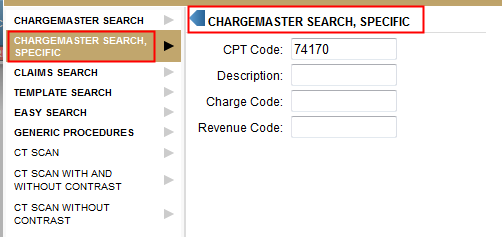 CHARGEMASTER SEARCH
CHARGEMASTER SEARCH,
SPECIFIC
CLAIMS SEARCH
TEMPLATE SEARCH
EASY SEARCH
GENERIC PROCEDURES
CT SCAN
CT SCAN WITH AND
WITHOUT CONTRAST
CT SCAN WITHOUT
CONTRAST
CHARGEMASTER SEARCH, SPECIFIC
CPT Code: 74170
Description:
Charge Code:
Revenue Code: